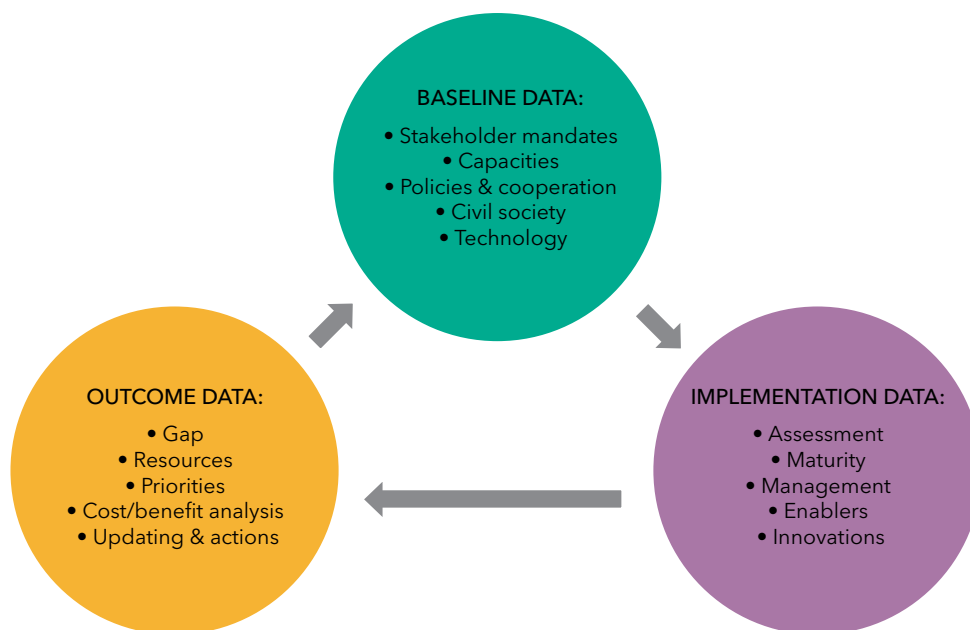 BASELINE DATA:
• Stakeholder mandates
• Capacities
• Policies & cooperation
• Civil society
• Technology
OUTCOME DATA:
• Gap
• Resources
• Priorities
• Cost/benefit analysis
• Updating & actions
IMPLEMENTATION DATA:
• Assessment
• Maturity
• Management
• Enablers
• Innovations